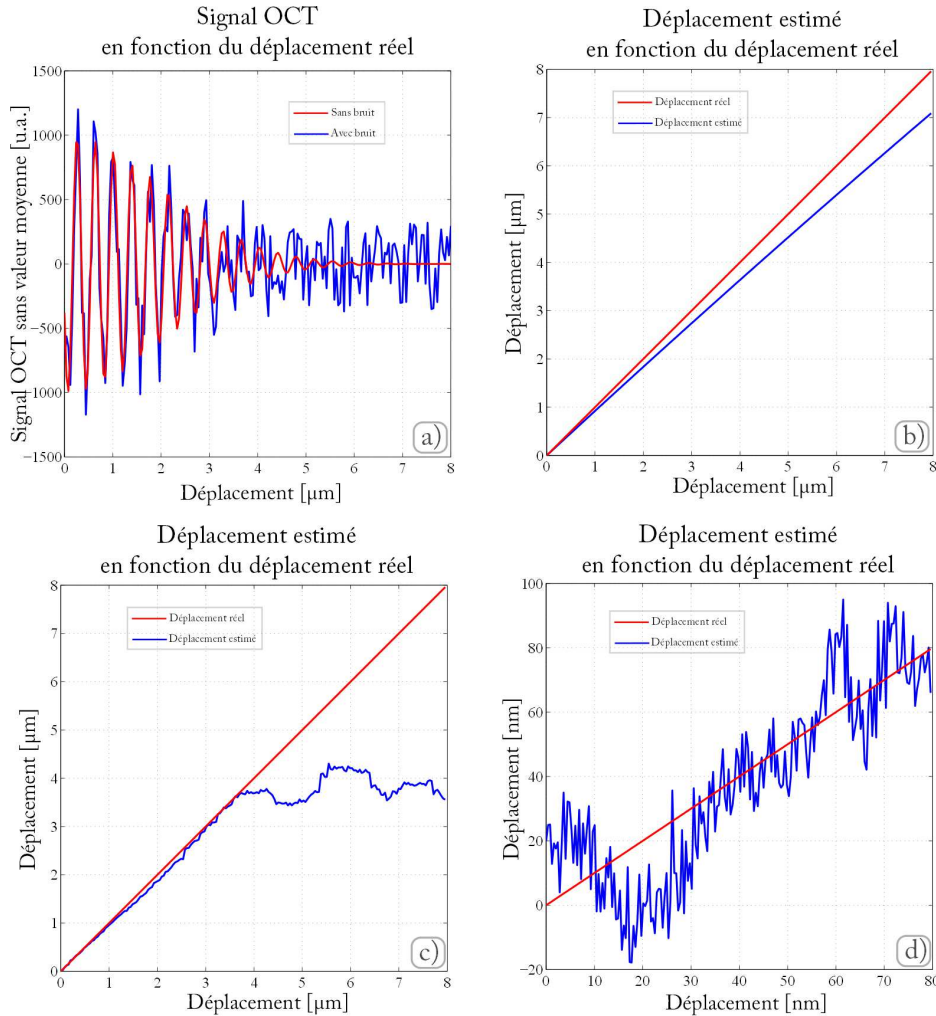 Signal OCT
en fonction du déplacement réel
1500
1000
500
0
−500
−1000
−1500
Signal OCT sans valeur moyenne [u.a.]
Sans bruit
Avec bruit
a)
0 1 2 3 4 5 6 7 8
Déplacement [μm]
Déplacement estimé
en fonction du déplacement réel
8
7
6
5
4
3
2
1
0
Déplacement [μm]
Déplacement réel
Déplacement estimé
b)
0 1 2 3 4 5 6 7 8
Déplacement [μm]
Déplacement estimé
en fonction du déplacement réel
8
7
6
5
4
3
2
1
0
Déplacement [μm]
Déplacement réel
Déplacement estimé
c)
0 1 2 3 4 5 6 7 8
Déplacement [μm]
Déplacement estimé
en fonction du déplacement réel
100
80
60
40
20
0
−20
Déplacement [nm]
Déplacement réel
Déplacement estimé
d)
0 10 20 30 40 50 60 70 80
Déplacement [nm]